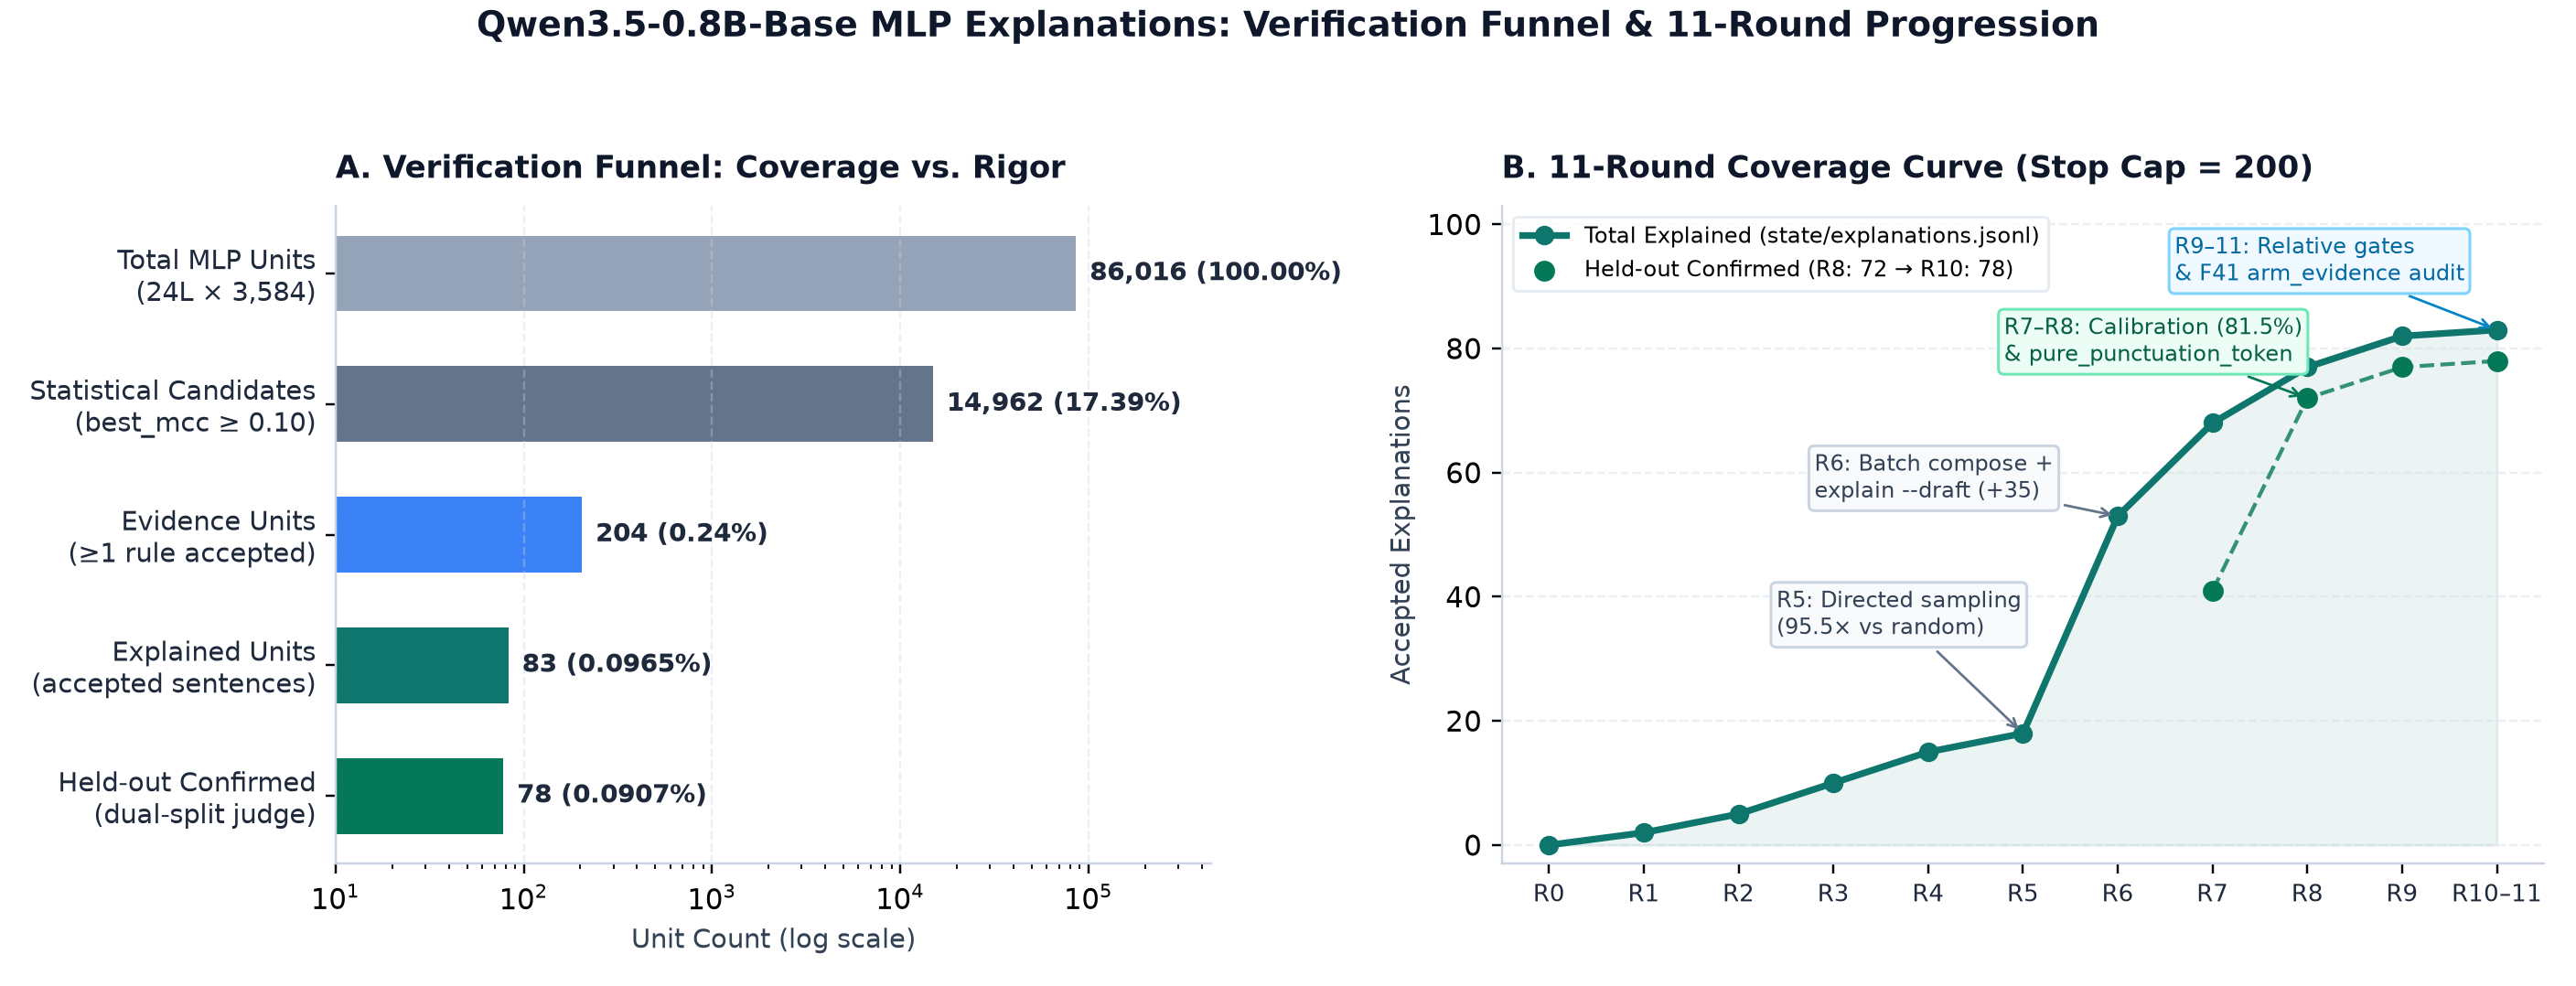 Qwen3.5-0.8B-Base MLP Explanations: Verification Funnel & 11-Round Progression
A. Verification Funnel: Coverage vs. Rigor
Total MLP Units
(24L × 3,584)
86,016 (100.00%)
Statistical Candidates
(best_mcc ≥ 0.10)
14,962 (17.39%)
Evidence Units
(≥1 rule accepted)
204 (0.24%)
Explained Units
(accepted sentences)
83 (0.0965%)
Held-out Confirmed
(dual-split judge)
78 (0.0907%)
10¹ 10² 10³ 10⁴ 10⁵
Unit Count (log scale)
B. 11-Round Coverage Curve (Stop Cap = 200)
Accepted Explanations
100
80
60
40
20
0
Total Explained (state/explanations.jsonl)
Held-out Confirmed (R8: 72 → R10: 78)
R9–11: Relative gates
& F41 arm_evidence audit
R7–R8: Calibration (81.5%)
& pure_punctuation_token
R6: Batch compose +
explain --draft (+35)
R5: Directed sampling
(95.5× vs random)
R0 R1 R2 R3 R4 R5 R6 R7 R8 R9 R10–11